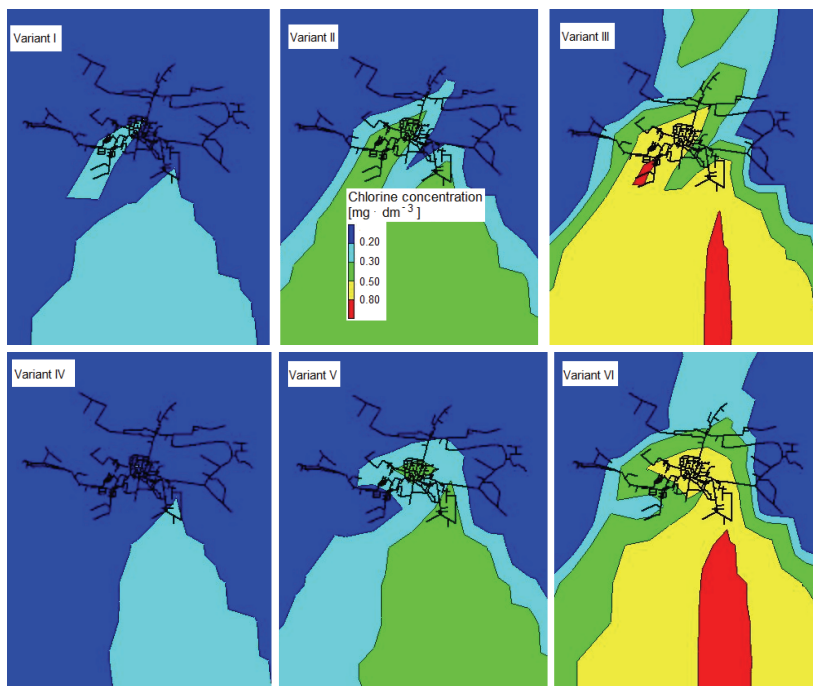 Variant I
Variant II
Variant III
Chlorine concentration
[mg · dm⁻³ ]
0.20
0.30
0.50
0.80
Variant IV
Variant V
Variant VI